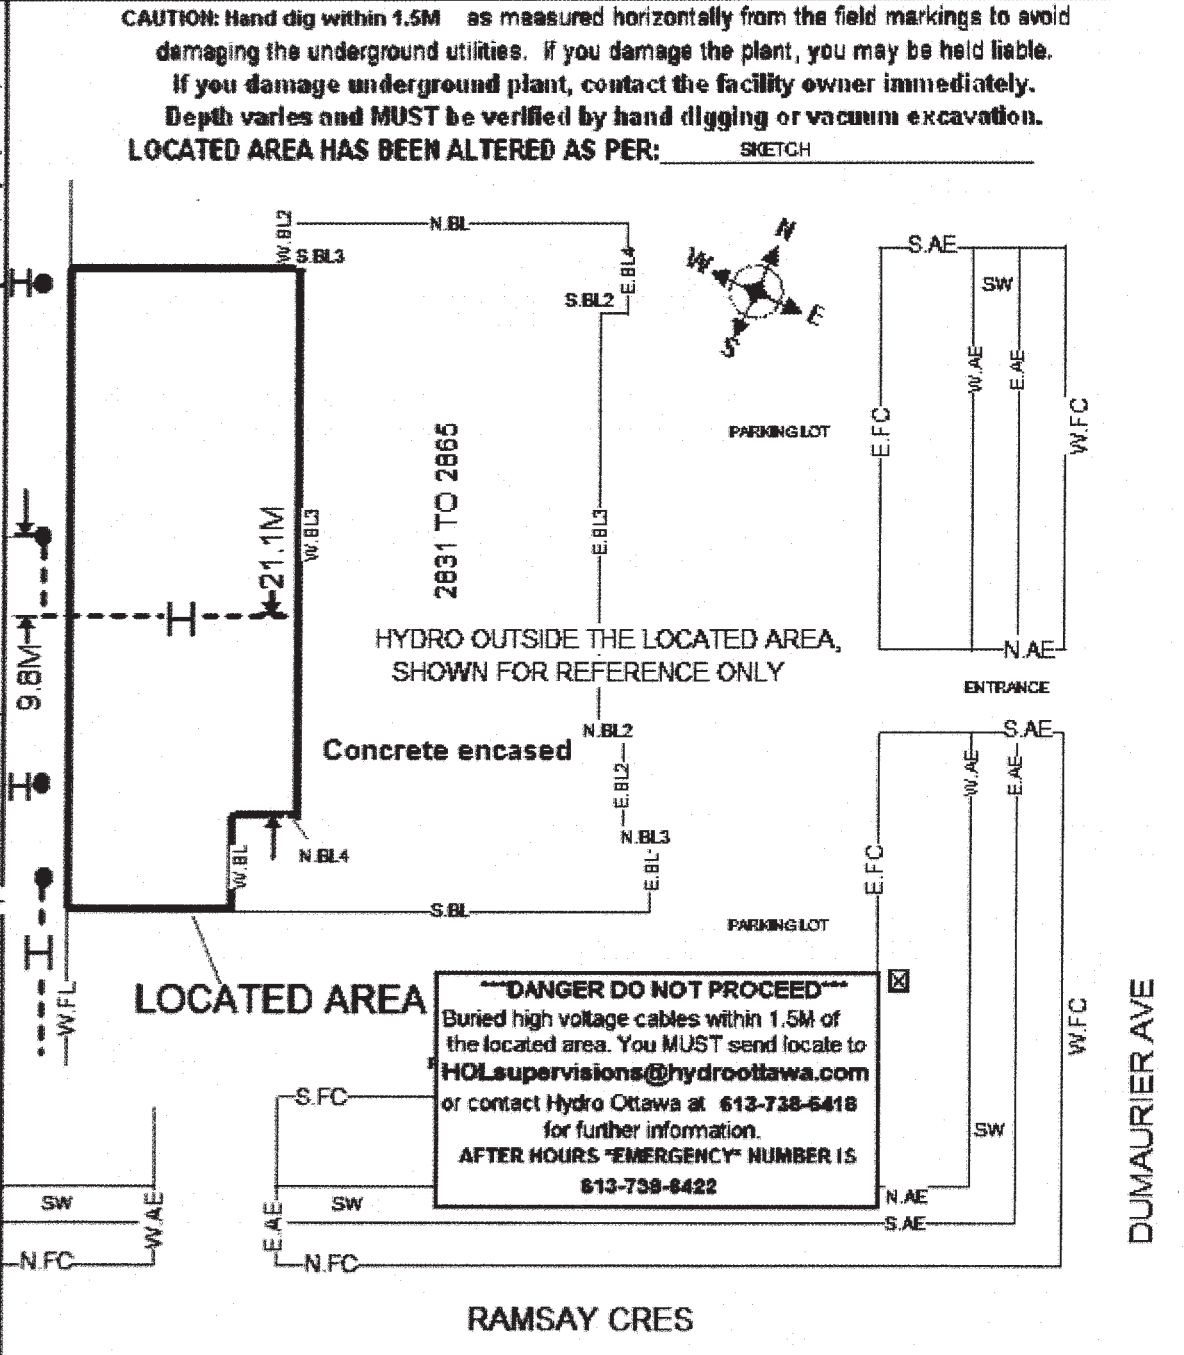 CAUTION: Hand dig within 1.5M as measured horizontally from the field markings to avoid
damaging the underground utilities. If you damage the plant, you may be held liable.
If you damage underground plant, contact the facility owner immediately.
Depth varies and MUST be verified by hand digging or vacuum excavation.
LOCATED AREA HAS BEEN ALTERED AS PER: SKETCH
W.BL2
N.BL
N
S.AE
S.BL3
E.BL4
W
SW
H
S.BL2
E
S
W.AE
E.AE
E.FC
W.FC
PARKING LOT
2831 TO 2865
21.1M
W.BL3
E.BL3
H
HYDRO OUTSIDE THE LOCATED AREA,
SHOWN FOR REFERENCE ONLY
N.AE
9.8M
ENTRANCE
N.BL2
S.AE
Concrete encased
E.BL2
W.AE
E.AE
H
N.BL3
N.BL4
W.BL
E.BL
E.FC
S.BL
PARKING LOT
H
W.FL
LOCATED AREA
***DANGER DO NOT PROCEED***
Buried high voltage cables within 1.5M of
the located area. You MUST send locate to
HOLsupervisions@hydroottawa.com
or contact Hydro Ottawa at 613-738-6418
for further information.
AFTER HOURS "EMERGENCY" NUMBER IS
613-738-6422
W.FC
DUMAURIER AVE
S.FC
SW
SW
W.AE
SW
E.AE
N.AE
S.AE
N.FC
N.FC
RAMSAY CRES